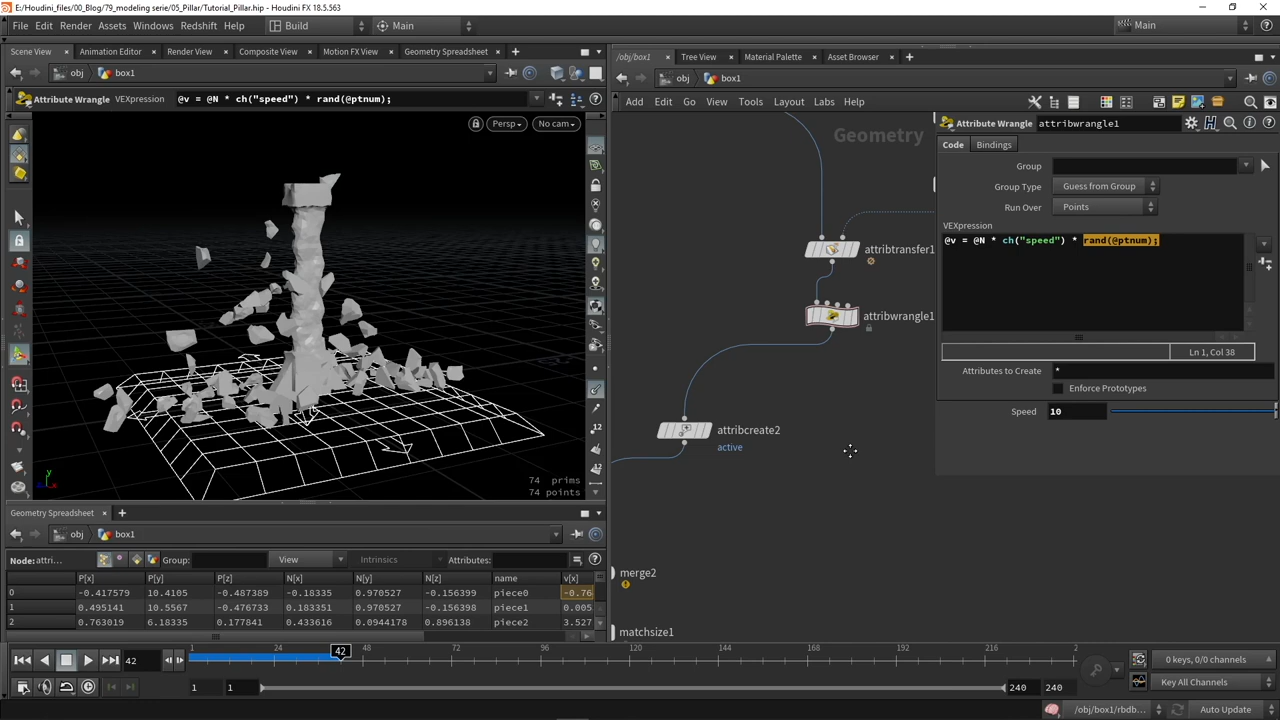 E:/Houdini_files/00_Blog/79_modeling serie/05_Pillar/Tutorial_Pillar.hip - Houdini FX 18.5.563
File Edit Render Assets Windows Redshift Help Build Main Main
Scene View Animation Editor Render View Composite View Motion FX View Geometry Spreadsheet
obj box1
Attribute Wrangle VEXpression @v = @N * ch("speed") * rand(@ptnum);
Persp No cam
74 prims
74 points
y
x
/obj/box1 Tree View Material Palette Asset Browser
obj box1
Add Edit Go View Tools Layout Labs Help
Geometry
attribtransfer1
attribwrangle1
attribcreate2
active
merge2
matchsize1
Attribute Wrangle attribwrangle1
Code Bindings
Group
Group Type Guess from Group
Run Over Points
VEXpression
@v = @N * ch("speed") * rand(@ptnum);
Ln 1, Col 38
Attributes to Create *
Enforce Prototypes
Speed 10
Geometry Spreadsheet
obj box1
Node: attri... Group: View Intrinsics Attributes:
P[x] P[y] P[z] N[x] N[y] N[z] name v[x]
0 -0.417579 10.4105 -0.487389 -0.18335 0.970527 -0.156399 piece0 -0.76
1 0.495141 10.5567 -0.476733 0.183351 0.970527 -0.156398 piece1 0.005
2 0.763019 6.18335 0.177841 0.433616 0.0944178 0.896138 piece2 3.527
42 1 24 42 48 72 96 120 144 168 192 216 2
0 keys, 0/0 channels
1 1 240 240
Key All Channels
/obj/box1/rbdb... Auto Update